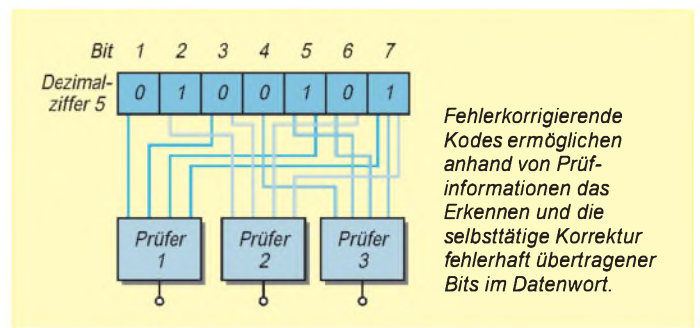 Bit 1 2 3 4 5 6 7
Dezimal-
ziffer 5 0 1 0 0 1 0 1
Prüfer Prüfer Prüfer
1 2 3
Fehlerkorrigierende
Kodes ermöglichen
anhand von Prüf-
informationen das
Erkennen und die
selbsttätige Korrektur
fehlerhaft übertragener
Bits im Datenwort.